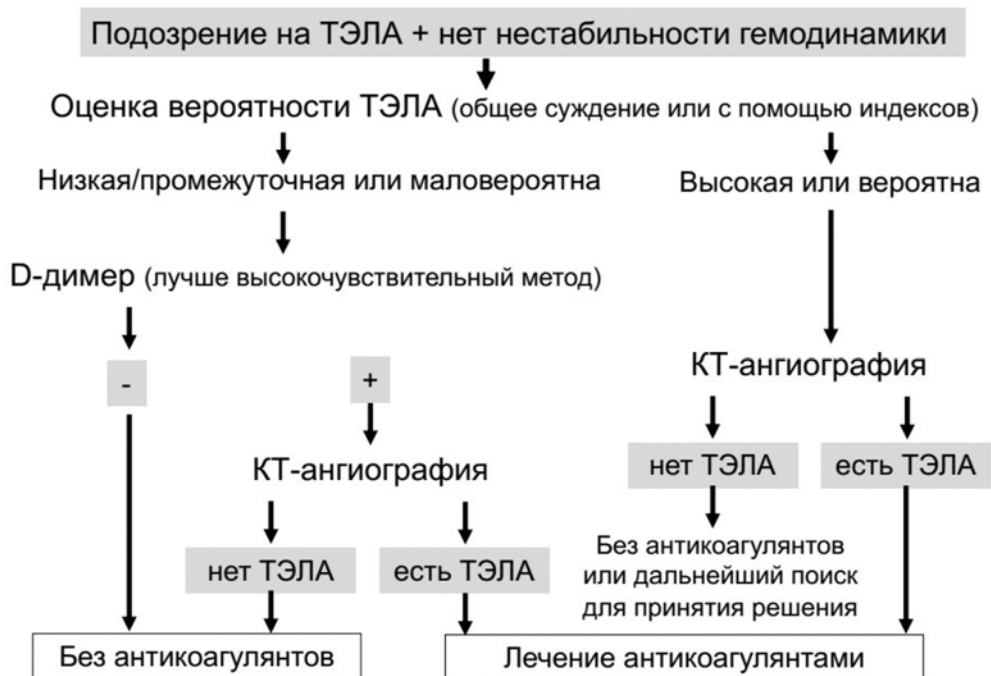 Подозрение на ТЭЛА + нет нестабильности гемодинамики
Оценка вероятности ТЭЛА (общее суждение или с помощью индексов)
Низкая/промежуточная или маловероятна
Высокая или вероятна
D-димер (лучше высокочувствительный метод)
-
+
КТ-ангиография
нет ТЭЛА
есть ТЭЛА
КТ-ангиография
нет ТЭЛА
есть ТЭЛА
Без антикоагулянтов
или дальнейший поиск
для принятия решения
Без антикоагулянтов
Лечение антикоагулянтами